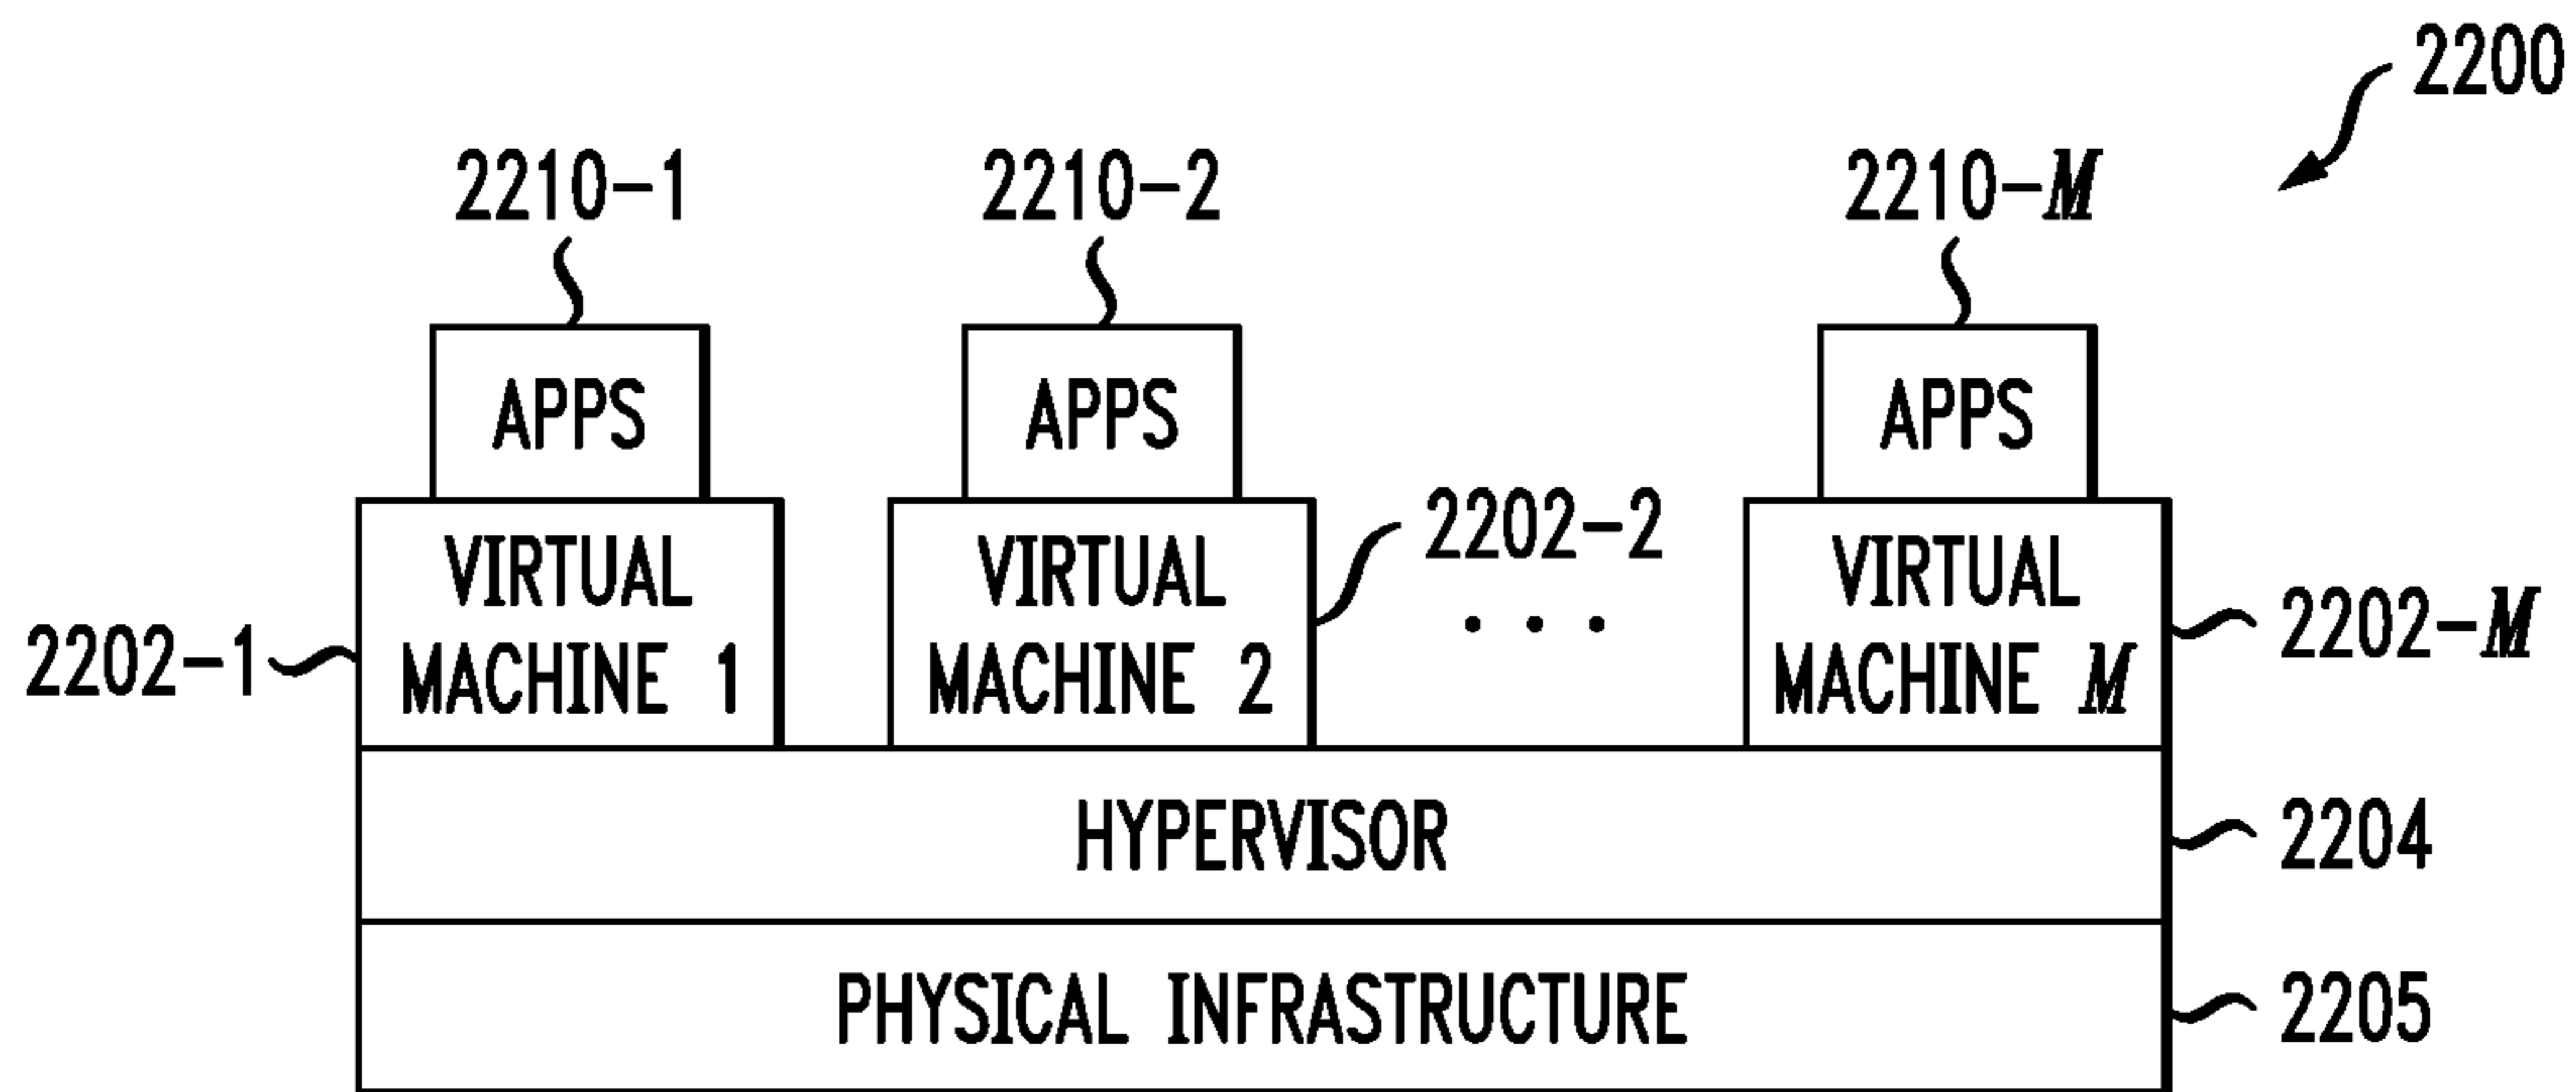 2200
2210-1
2210-2
2210-M
APPS
APPS
APPS
VIRTUAL
MACHINE 1
VIRTUAL
MACHINE 2
2202-2
. . .
VIRTUAL
MACHINE M
2202-1
2202-M
HYPERVISOR
2204
PHYSICAL INFRASTRUCTURE
2205